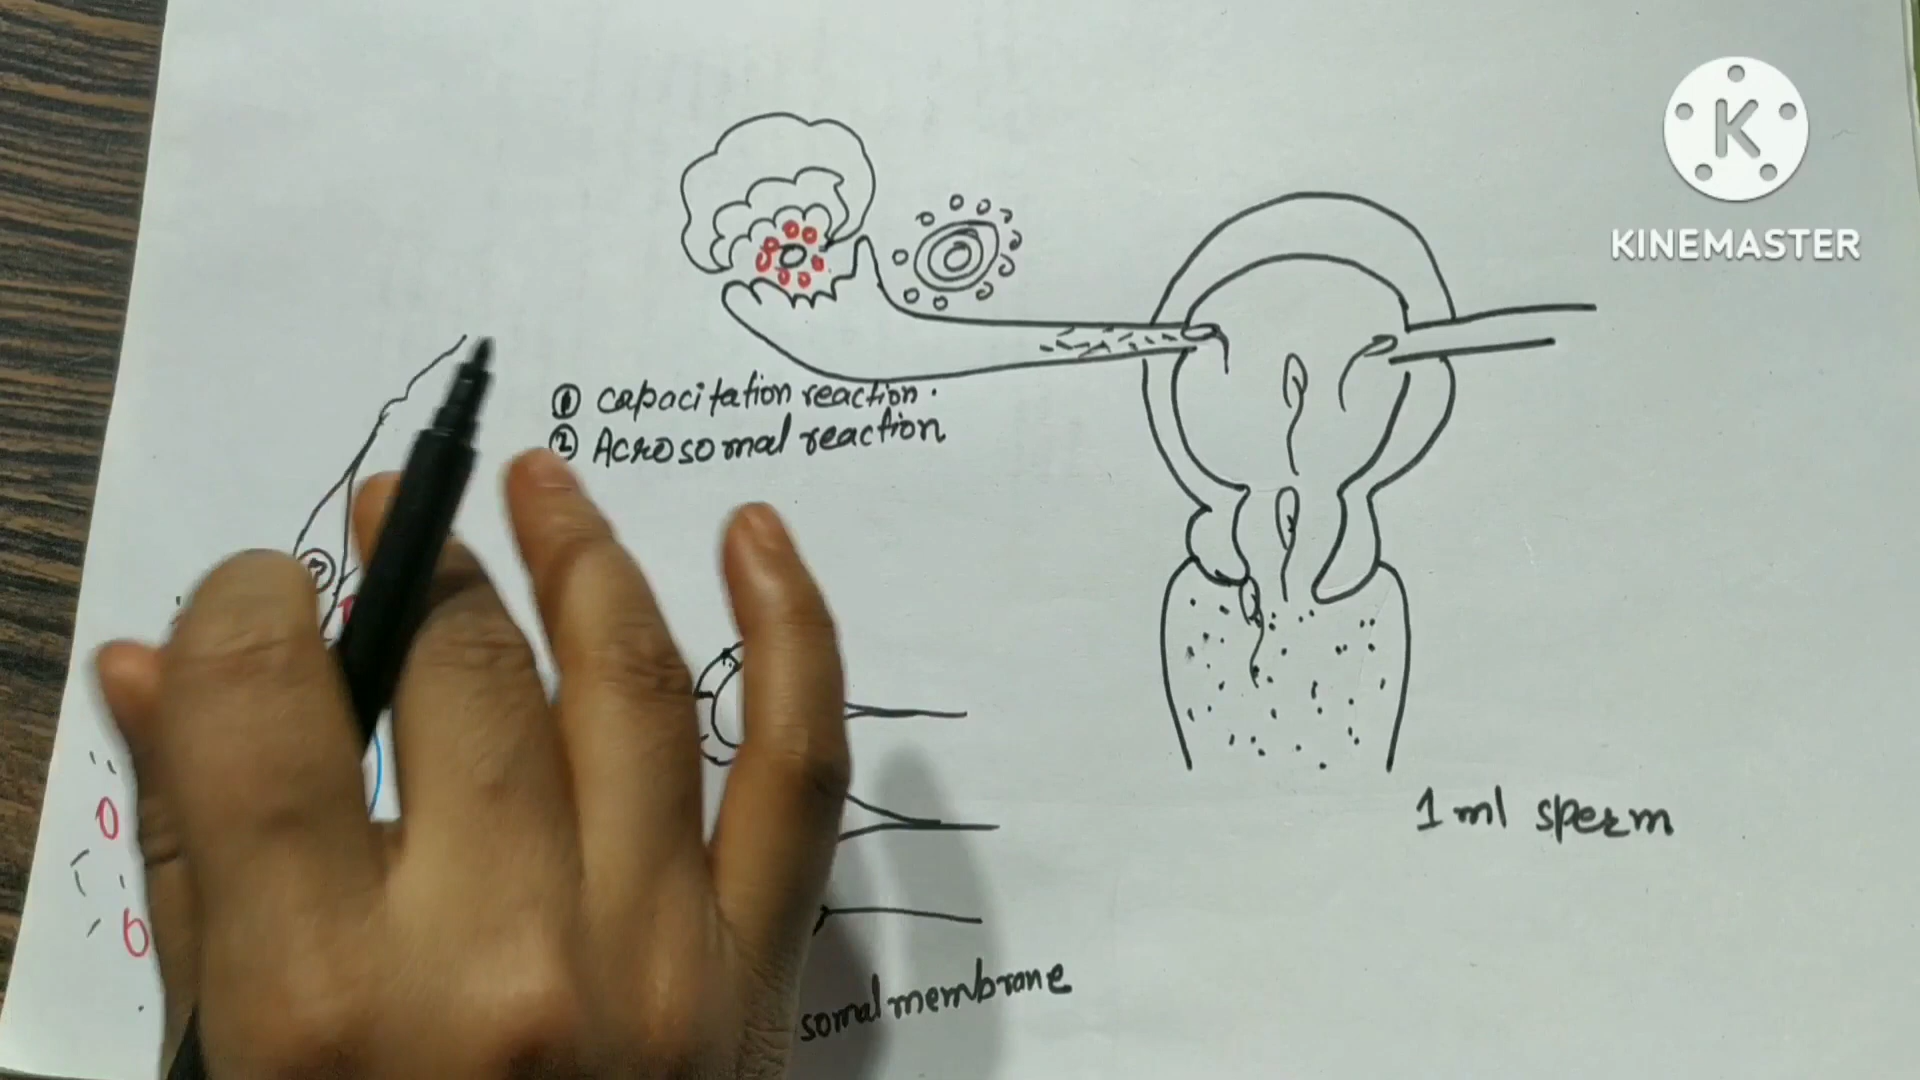 K
KINEMASTER
① capacitation reaction.
② Acrosomal reaction
1 ml sperm
somal membrane